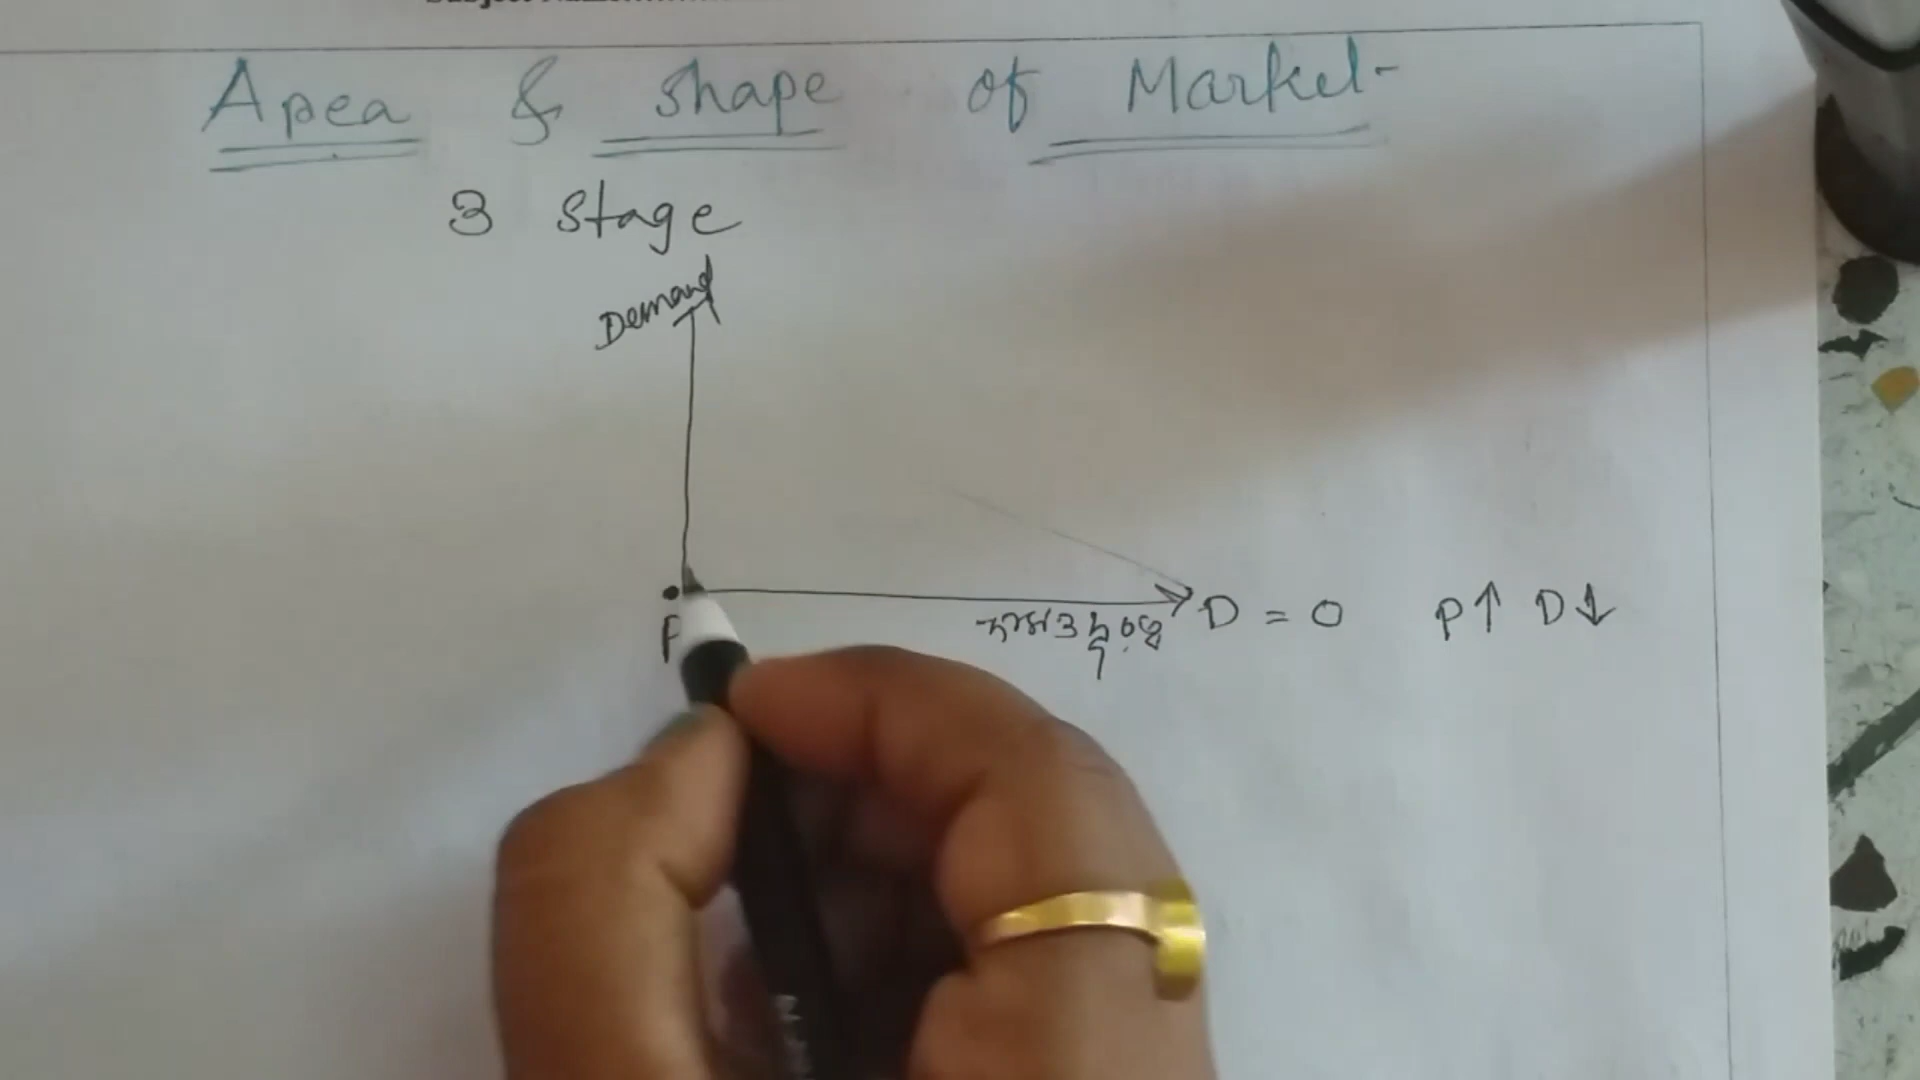 Apea & shape of Market
3 stage
Demand
D = 0 P↑ D↓
P